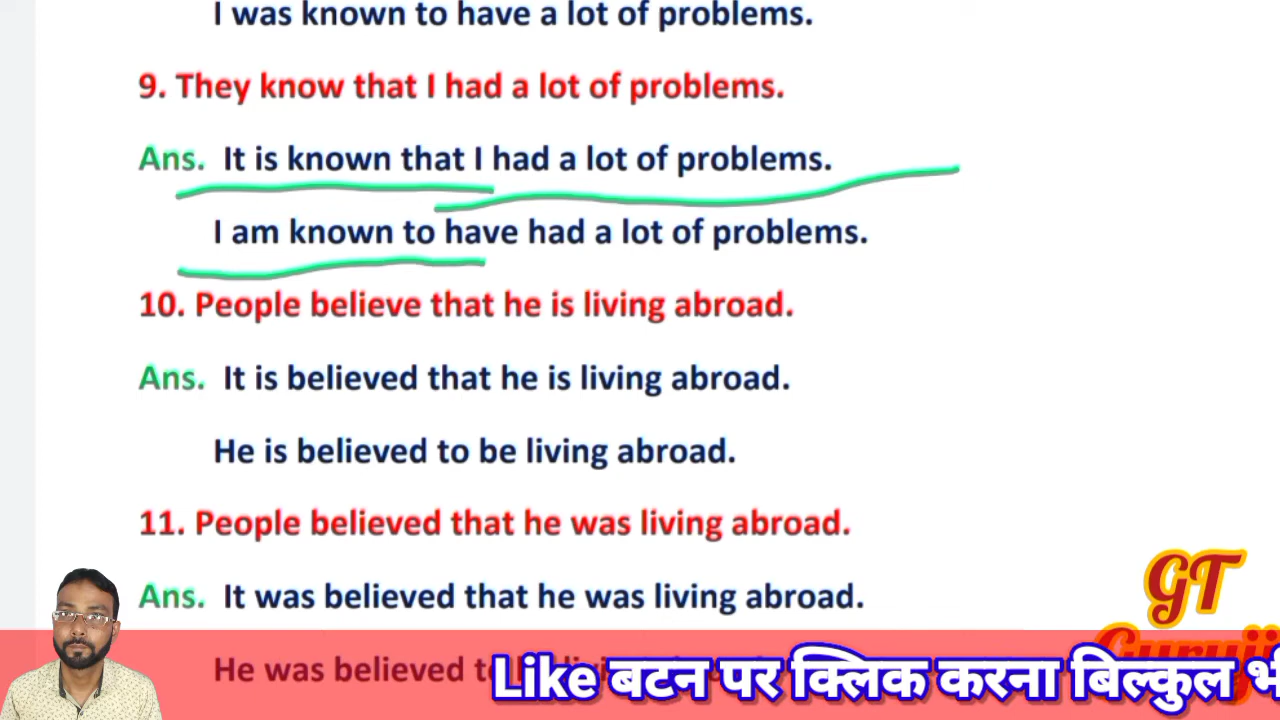 I was known to have a lot of problems.
9. They know that I had a lot of problems.
Ans. It is known that I had a lot of problems.
I am known to have had a lot of problems.
10. People believe that he is living abroad.
Ans. It is believed that he is living abroad.
He is believed to be living abroad.
11. People believed that he was living abroad.
Ans. It was believed that he was living abroad.
GT
Guruji
He was believed
Like बटन पर क्लिक करना बिल्कुल